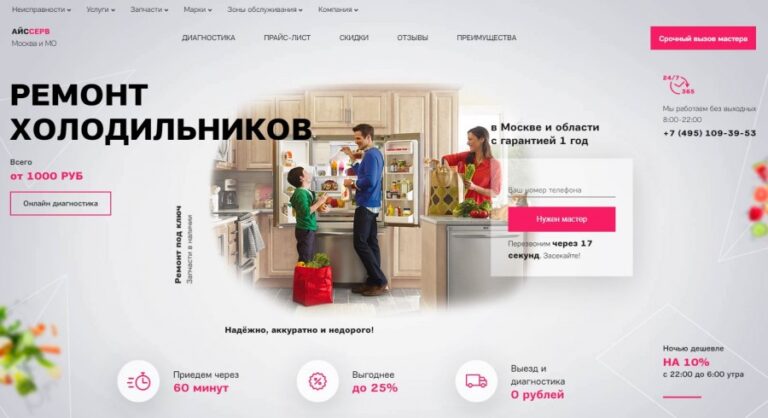 Неисправности Услуги Запчасти Марки Зоны обслуживания Компания
АЙССЕРВ
Москва и МО
ДИАГНОСТИКА ПРАЙС-ЛИСТ СКИДКИ ОТЗЫВЫ ПРЕИМУЩЕСТВА
Срочный вызов мастера
24/7
365
Мы работаем без выходных
8:00-22:00
+7 (495) 109-39-53
РЕМОНТ
ХОЛОДИЛЬНИКОВ
Всего
от 1000 РУБ
Онлайн диагностика
Ремонт под ключ
Запчасти в наличии
в Москве и области
с гарантией 1 год
Ваш номер телефона
Нужен мастер
Перезвоним через 17
секунд. Засекайте!
Надёжно, аккуратно и недорого!
Приедем через
60 минут
Выгоднее
до 25%
Выезд и
диагностика
0 рублей
Ночью дешевле
НА 10%
с 22:00 до 6:00 утра